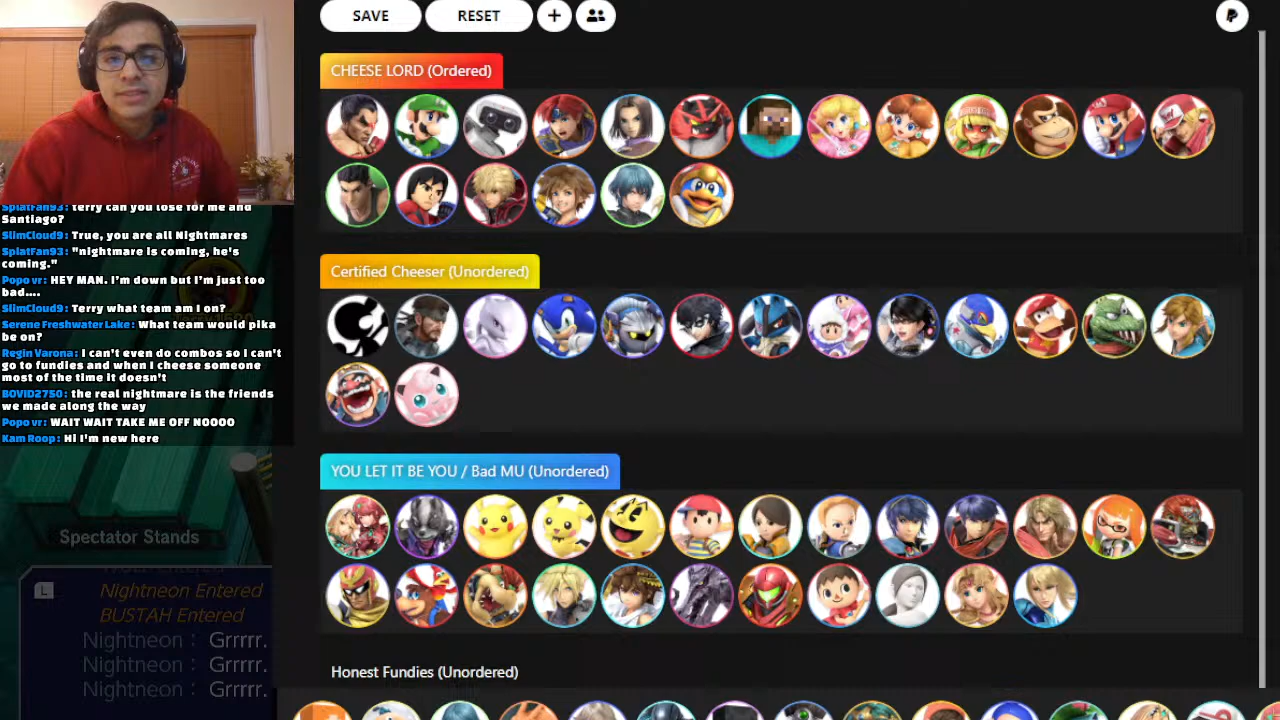 SAVE
RESET
CHEESE LORD (Ordered)
Certified Cheeser (Unordered)
YOU LET IT BE YOU / Bad MU (Unordered)
Honest Fundies (Unordered)
SplatFan93: terry can you lose for me and
Santiago?
SlimCloud9: True, you are all Nightmares
SplatFan93: "nightmare is coming, he's
coming."
Popo vr: HEY MAN. I'm down but I'm just too
bad....
SlimCloud9: Terry what team am I on?
Serene Freshwater Lake: What team would pika
be on?
Regin Varona: I can't even do combos so I can't
go to fundies and when I cheese someone
most of the time it doesn't
BOVID2750: the real nightmare is the friends
we made along the way
Popo vr: WAIT WAIT TAKE ME OFF NOOOO
Kam Roop: Hi I'm new here
Spectator Stands
L
Nightneon Entered
BUSTAH Entered
Nightneon : Grrrr.
Nightneon : Grrrr.
Nightneon : Grrrr.